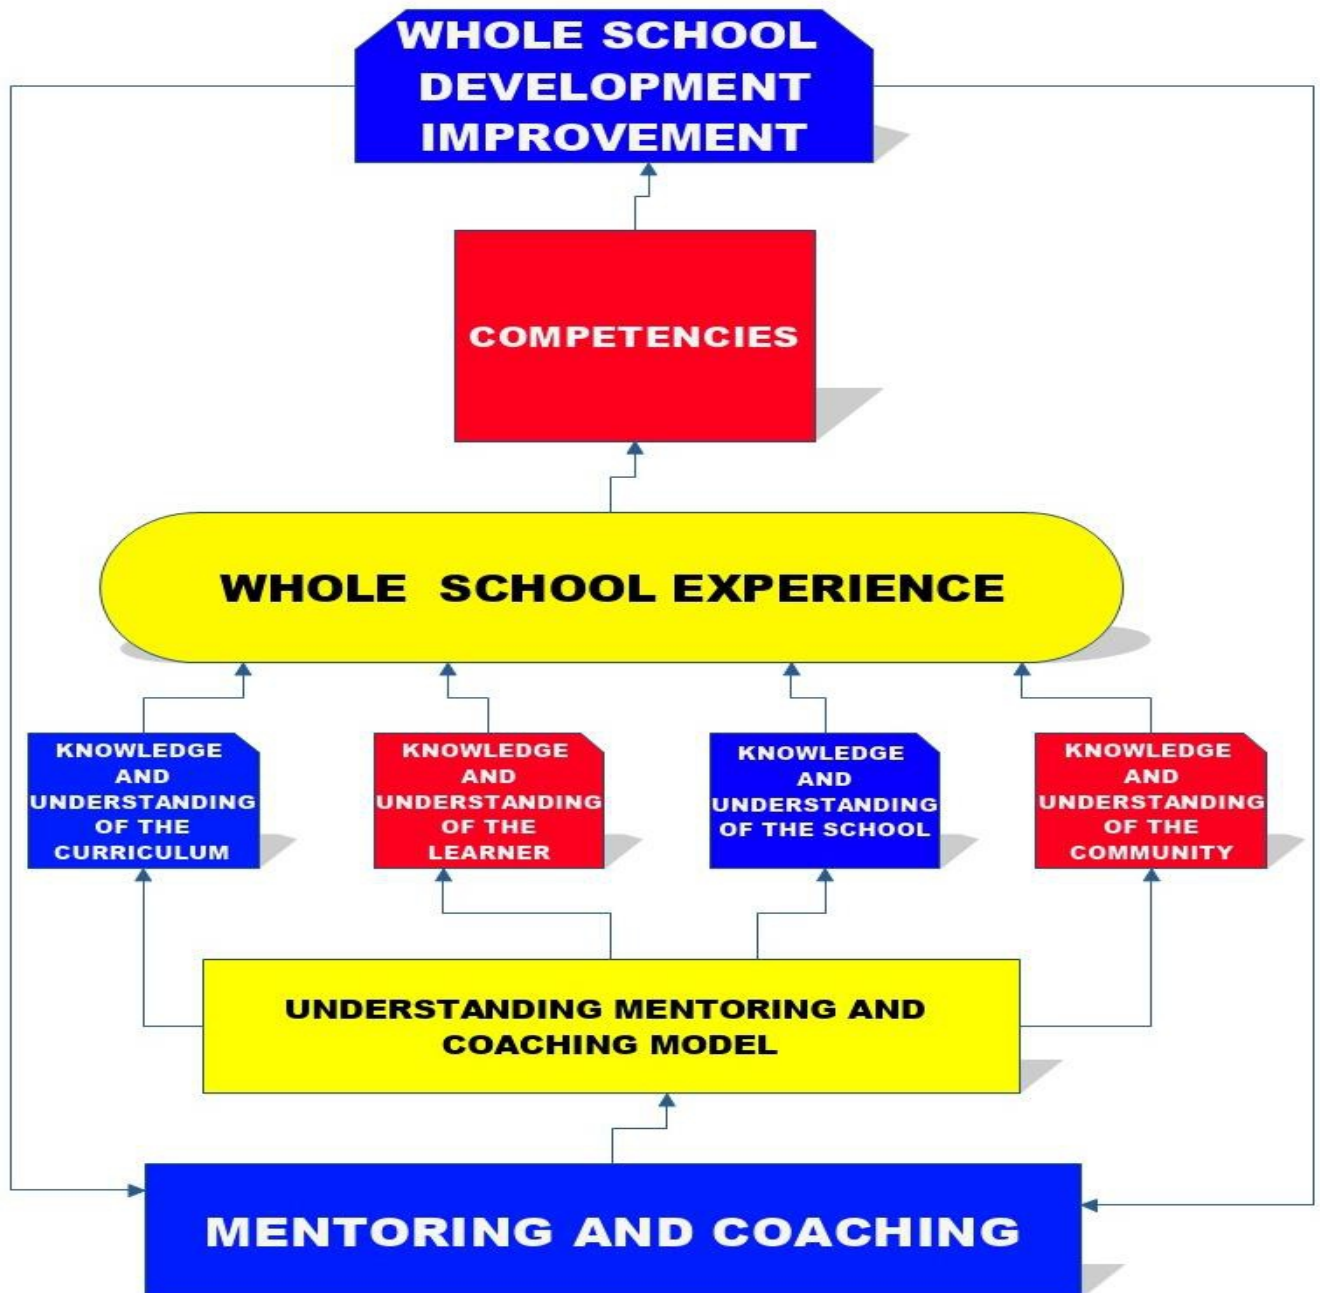 WHOLE SCHOOL
DEVELOPMENT
IMPROVEMENT
COMPETENCIES
WHOLE SCHOOL EXPERIENCE
KNOWLEDGE
AND
UNDERSTANDING
OF THE
CURRICULUM
KNOWLEDGE
AND
UNDERSTANDING
OF THE
LEARNER
KNOWLEDGE
AND
UNDERSTANDING
OF THE SCHOOL
KNOWLEDGE
AND
UNDERSTANDING
OF THE
COMMUNITY
UNDERSTANDING MENTORING AND
COACHING MODEL
MENTORING AND COACHING